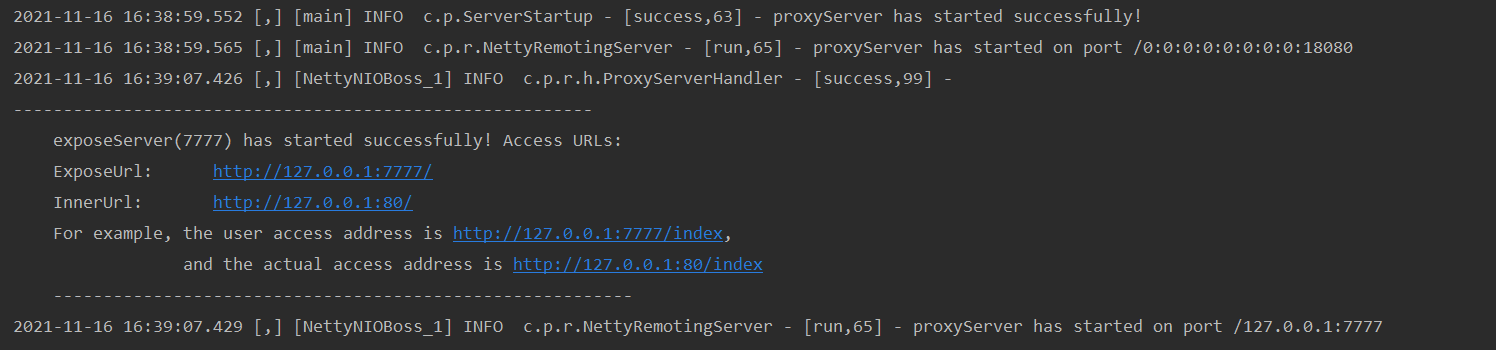 2021-11-16 16:38:59.552 [,] [main] INFO  c.p.ServerStartup - [success,63] - proxyServer has started successfully!
2021-11-16 16:38:59.565 [,] [main] INFO  c.p.r.NettyRemotingServer - [run,65] - proxyServer has started on port /0:0:0:0:0:0:0:0:18080
2021-11-16 16:39:07.426 [,] [NettyNIOBoss_1] INFO  c.p.r.h.ProxyServerHandler - [success,99] -
----------------------------------------------------------
    exposeServer(7777) has started successfully! Access URLs:
    ExposeUrl:      http://127.0.0.1:7777/
    InnerUrl:       http://127.0.0.1:80/
    For example, the user access address is http://127.0.0.1:7777/index,
                 and the actual access address is http://127.0.0.1:80/index
    ----------------------------------------------------------
2021-11-16 16:39:07.429 [,] [NettyNIOBoss_1] INFO  c.p.r.NettyRemotingServer - [run,65] - proxyServer has started on port /127.0.0.1:7777